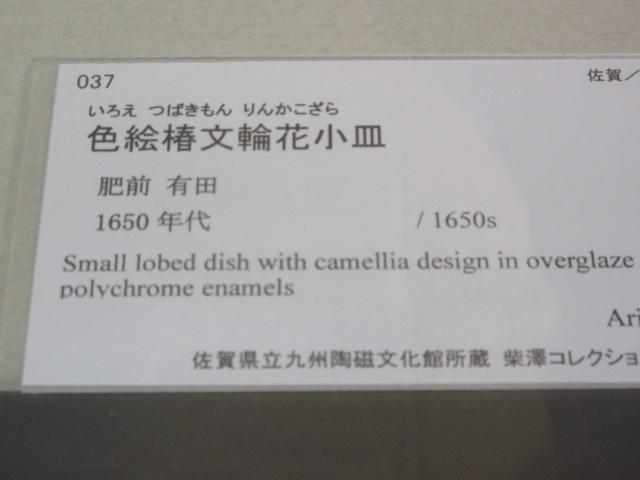 037
佐賀／
いろえ つばきもん りんかこざら
色絵椿文輪花小皿
肥前 有田
1650 年代 / 1650s
Small lobed dish with camellia design in overglaze
polychrome enamels
Ari
佐賀県立九州陶磁文化館所蔵 柴澤コレクショ